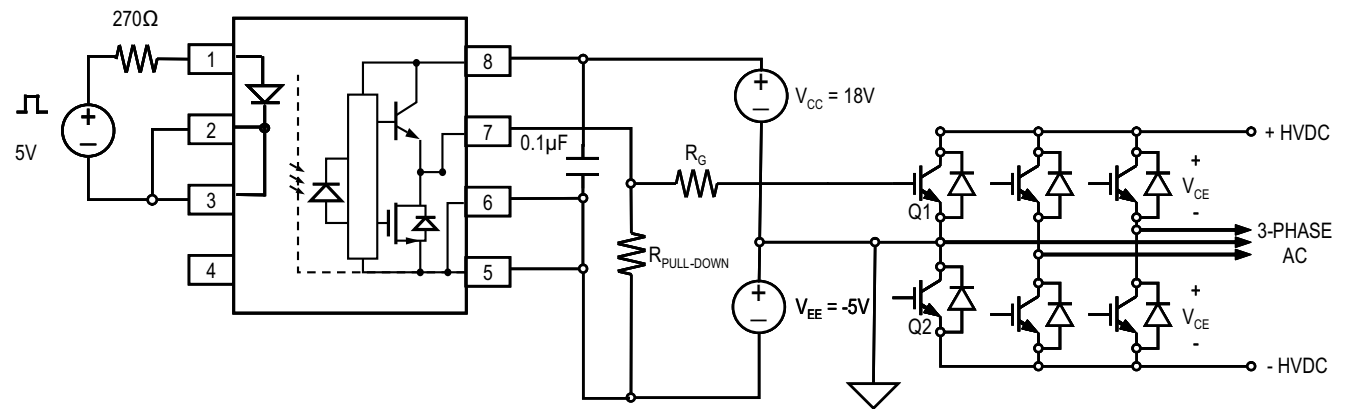 270Ω
+
5V
1
2
3
4
8
7
6
5
0.1µF
+
V_CC = 18V
R_G
R_PULL-DOWN
+
V_EE = -5V
Q1
Q2
+ HVDC
+
V_CE
-
3-PHASE
AC
+
V_CE
-
- HVDC